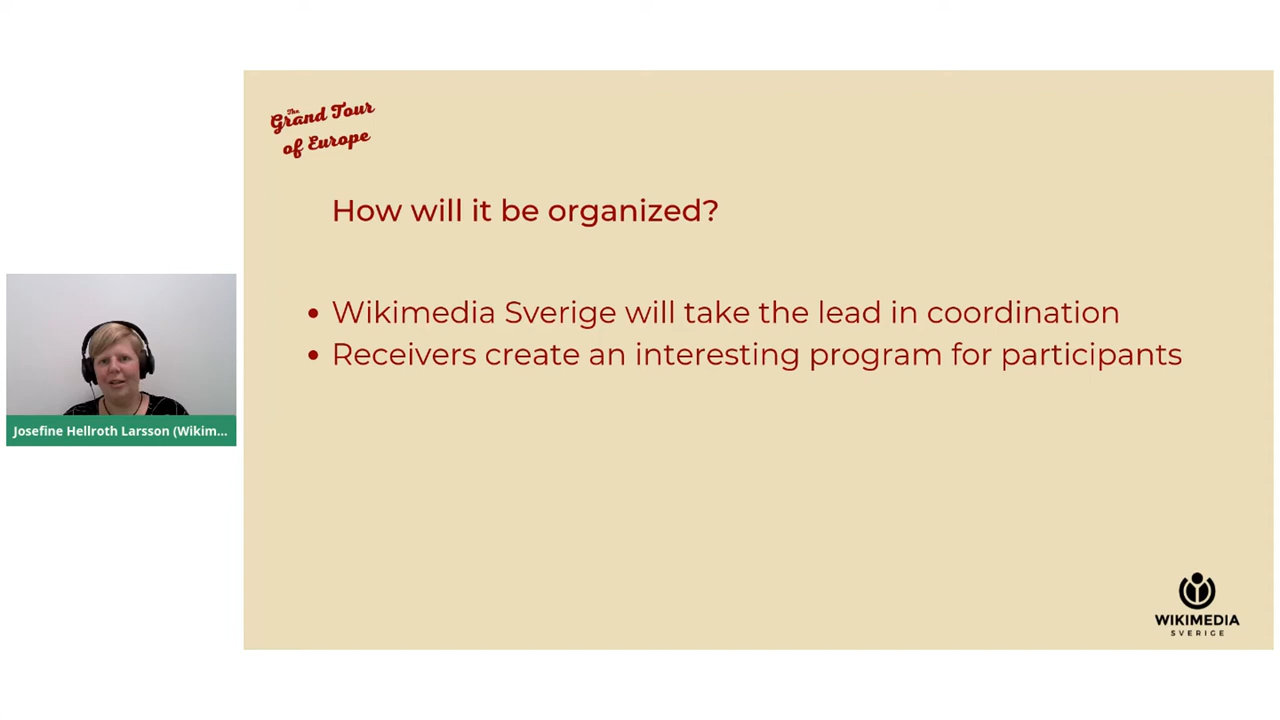 The
Grand Tour
of Europe
How will it be organized?
• Wikimedia Sverige will take the lead in coordination
• Receivers create an interesting program for participants
Josefine Hellroth Larsson (Wikim...
WIKIMEDIA
SVERIGE